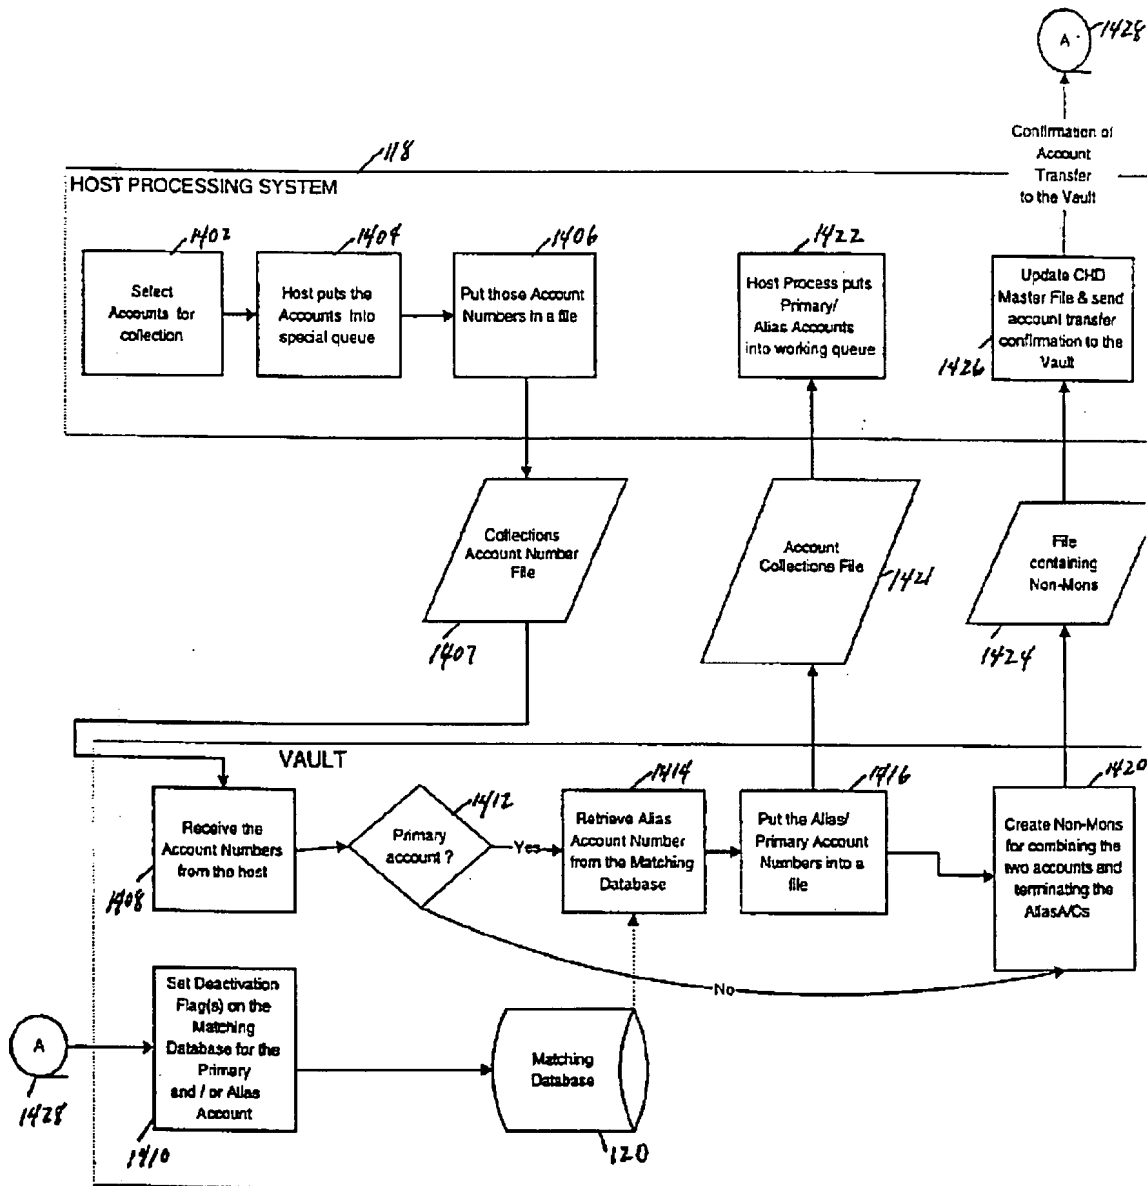 A
1428
Confirmation of
Account
Transfer
to the Vault
118
HOST PROCESSING SYSTEM
1402
Select
Accounts for
collection
1404
Host puts the
Accounts into
special queue
1406
Put those Account
Numbers in a file
1422
Host Process puts
Primary/
Alias Accounts
into working queue
Update CHD
Master File & send
account transfer
confirmation to the
Vault
1426
Collections
Account Number
File
1407
Account
Collections File
1421
File
containing
Non-Mons
1424
VAULT
Receive the
Account Numbers
from the host
1408
Primary
account ?
1412
Yes
No
1414
Retrieve Alias
Account Number
from the Matching
Database
1416
Put the Alias/
Primary Account
Numbers into a
file
1420
Create Non-Mons
for combining the
two accounts and
terminating the
AliasA/Cs
A
1428
Set Deactivation
Flag(s) on the
Matching
Database for the
Primary
and / or Alias
Account
1410
Matching
Database
120